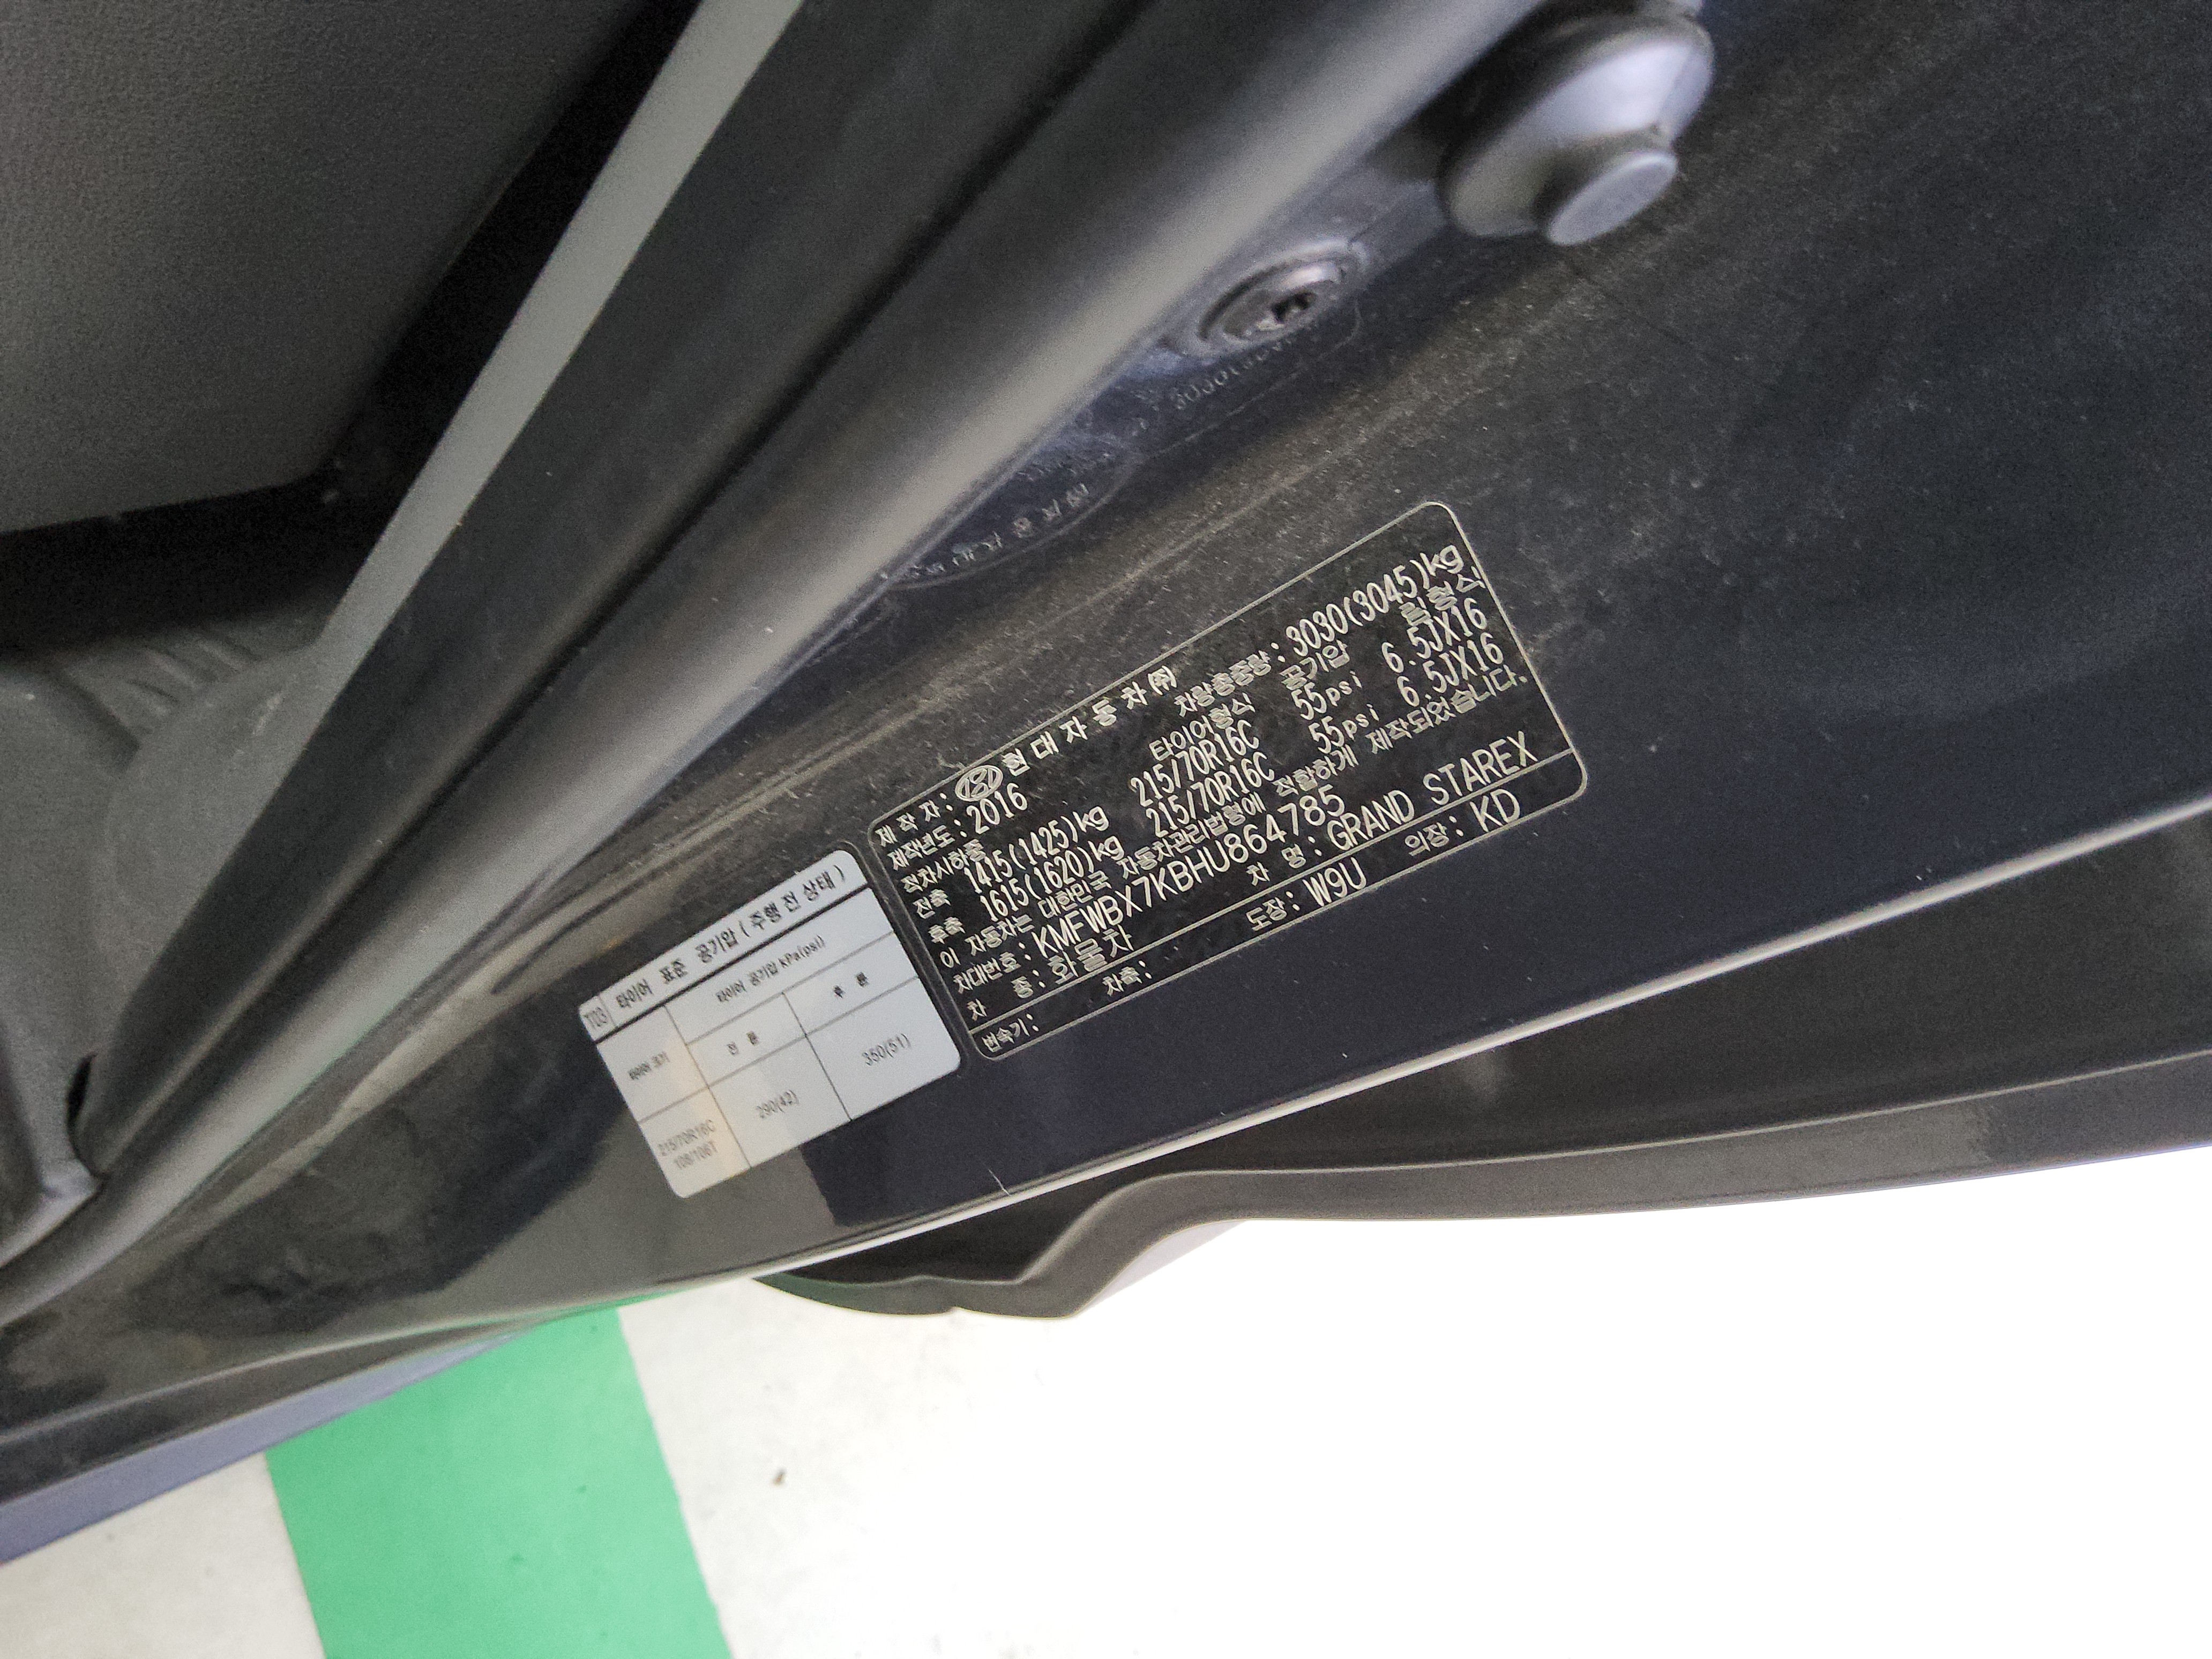 제 작 자 : 현 대 자 동 차 ㈜
제작년도 : 2016 차량총중량 : 3030(3045)kg
적차시하중 타이어형식 공기압 림형식
전축 1415(1425)kg 215/70R16C 55psi 6.5JX16
후축 1615(1620)kg 215/70R16C 55psi 6.5JX16
이 자동차는 대한민국 자동차관리법령에 적합하게 제작되었습니다.
차대번호 : KMFWBX7KBHU864785
차 종 : 화물차 차 명 : GRAND STAREX
변속기 : 차축 : 도장 : W9U 의장 : KD
T03 타이어 표준 공기압 ( 주행 전 상태 )
타이어 크기 타이어 공기압 KPa(psi)
전 륜 후 륜
215/70R16C 290(42) 350(51)
108/106T